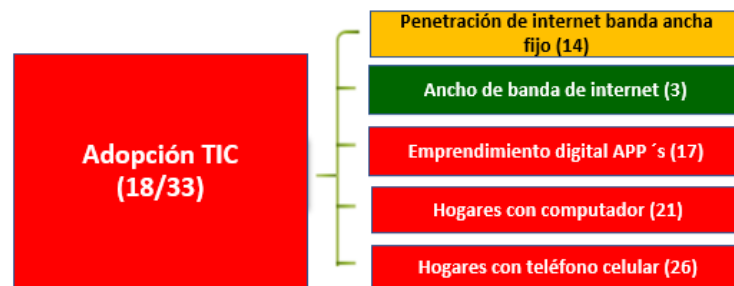 Adopción TIC
(18/33)
Penetración de internet banda ancha
fijo (14)
Ancho de banda de internet (3)
Emprendimiento digital APP ´s (17)
Hogares con computador (21)
Hogares con teléfono celular (26)